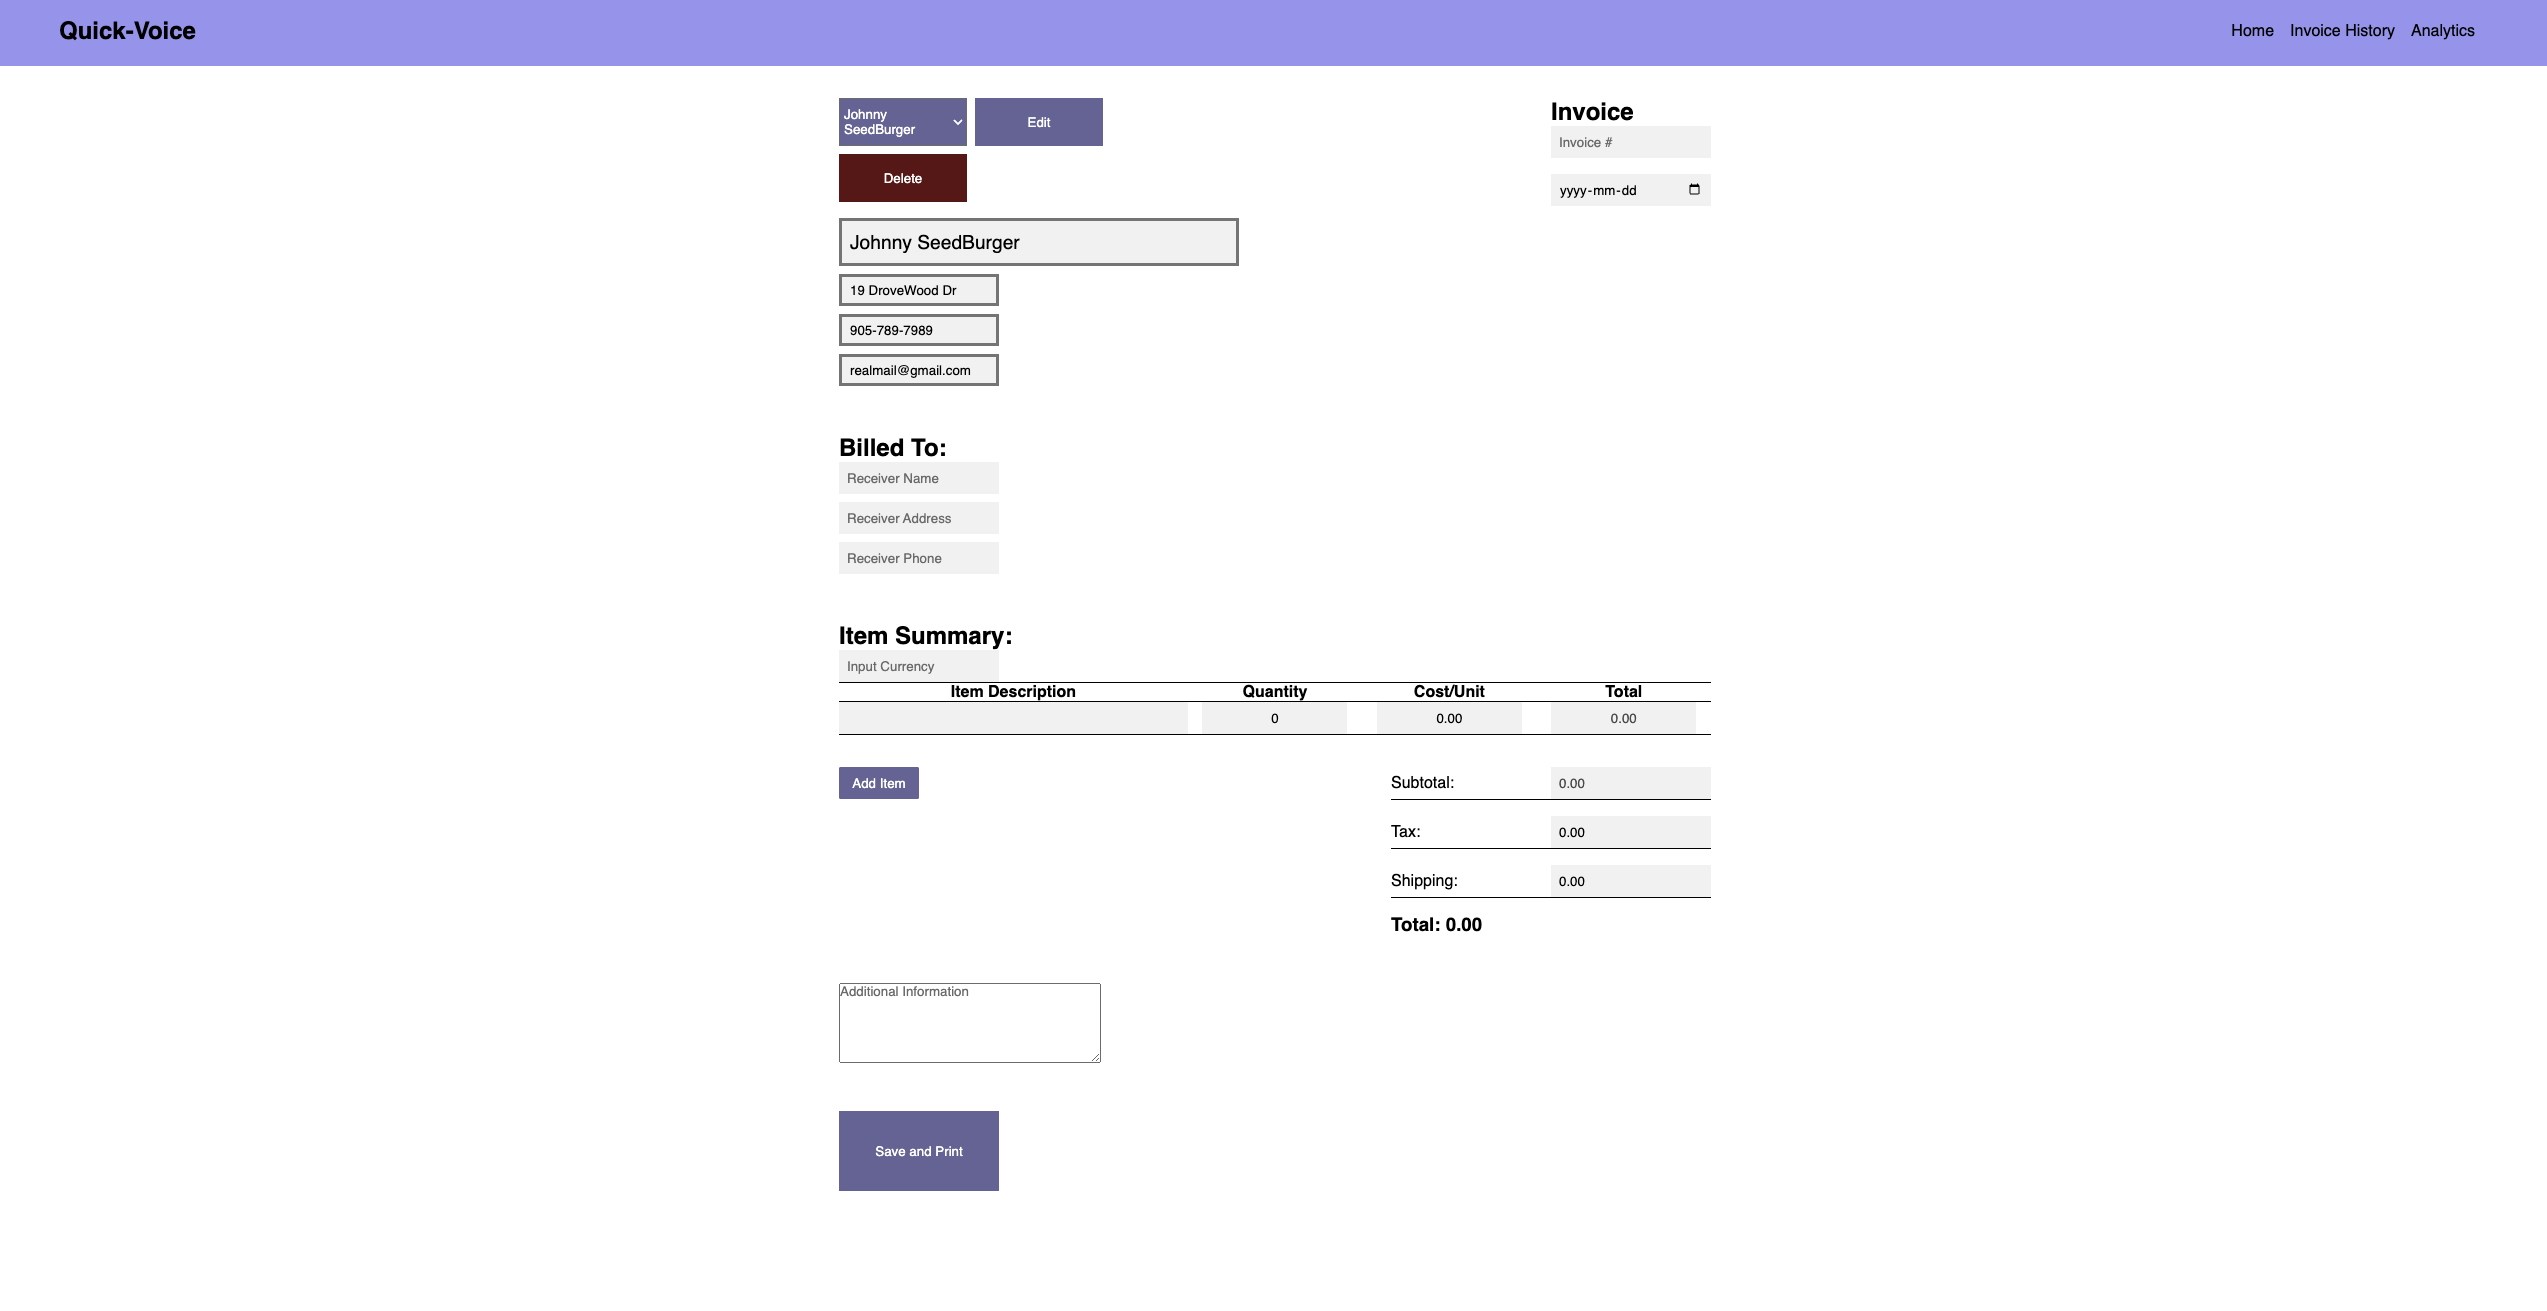 Quick-Voice
Home Invoice History Analytics
Johnny
SeedBurger
Edit
Delete
Invoice
Invoice #
yyyy-mm-dd
Johnny SeedBurger
19 DroveWood Dr
905-789-7989
realmail@gmail.com
Billed To:
Receiver Name
Receiver Address
Receiver Phone
Item Summary:
Input Currency
Item Description Quantity Cost/Unit Total
0 0.00 0.00
Add Item
Subtotal: 0.00
Tax: 0.00
Shipping: 0.00
Total: 0.00
Additional Information
Save and Print